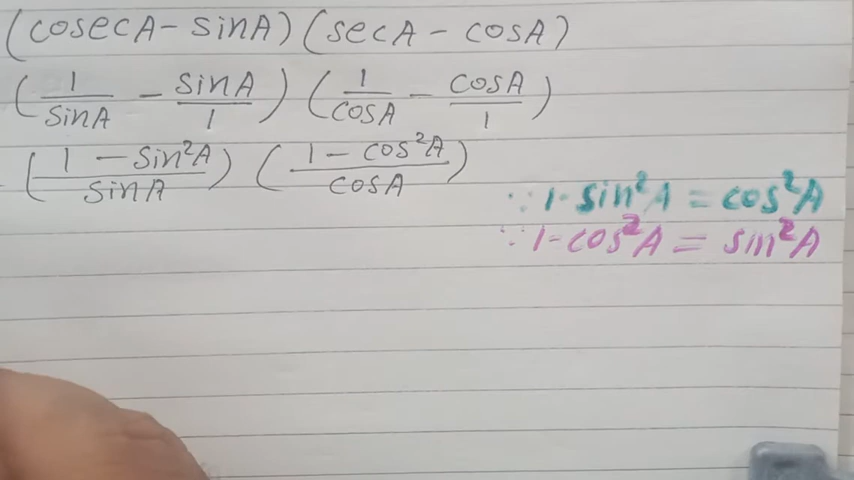 (cosecA - sinA) (secA - cosA)
(1/sinA - sinA/1) (1/cosA - cosA/1)
(1 - sin²A/sinA) (1 - cos²A/cosA)
∵ 1-sin²A = cos²A
∵ 1-cos²A = sin²A